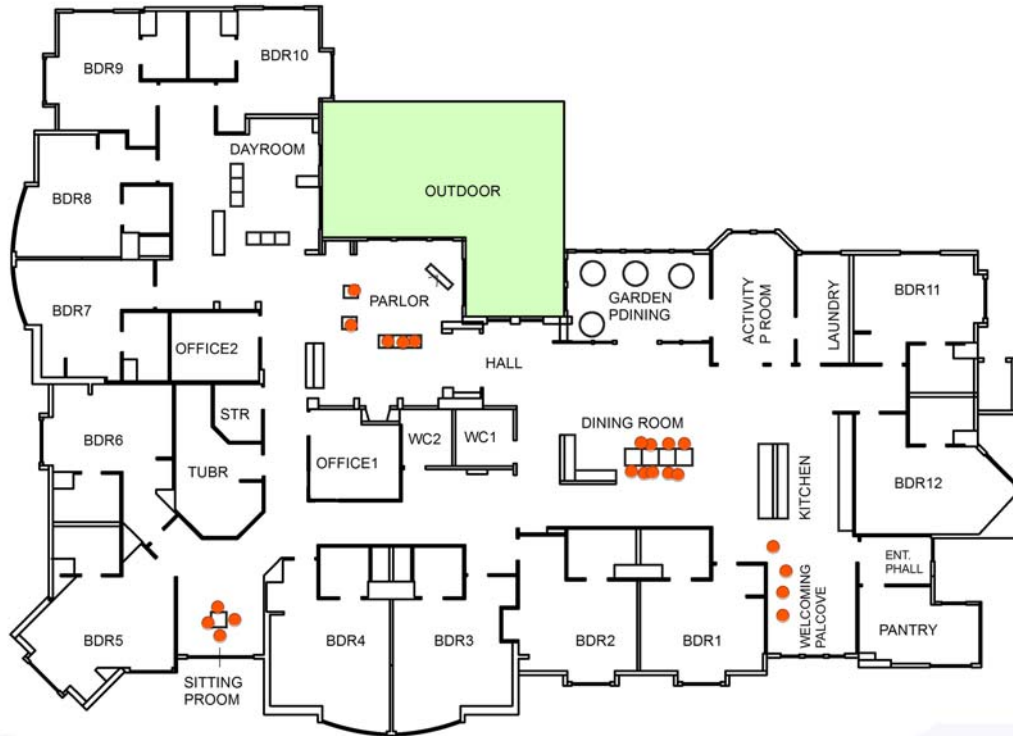 BDR9
BDR10
DAYROOM
BDR8
OUTDOOR
BDR7
PARLOR
GARDEN
PDINING
ACTIVITY
P ROOM
LAUNDRY
BDR11
OFFICE2
HALL
STR
BDR6
DINING ROOM
WC2
WC1
OFFICE1
TUBR
KITCHEN
BDR12
ENT.
PHALL
WELCOMING
PALCOVE
BDR5
BDR4
BDR3
BDR2
BDR1
PANTRY
SITTING
PROOM